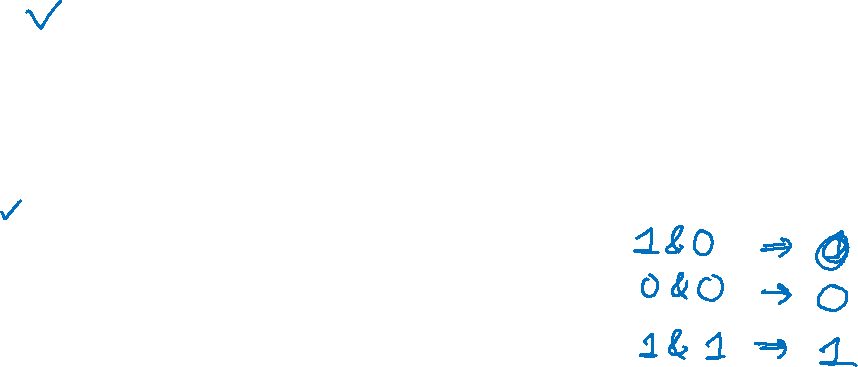 ✓
✓
1 & 0 → 0
0 & 0 → 0
1 & 1 → 1